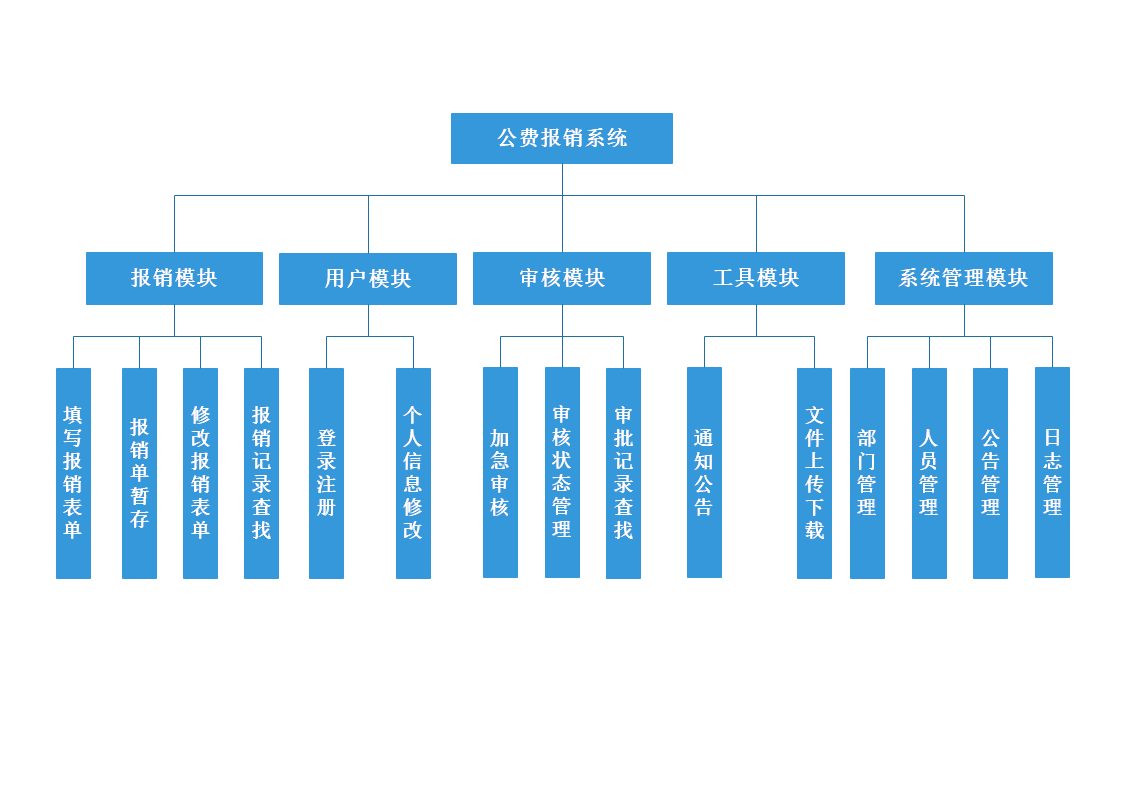 公费报销系统
报销模块
用户模块
审核模块
工具模块
系统管理模块
填写报销表单
报销单暂存
修改报销表单
报销记录查找
登录注册
个人信息修改
加急审核
审核状态管理
审批记录查找
通知公告
文件上传下载
部门管理
人员管理
公告管理
日志管理